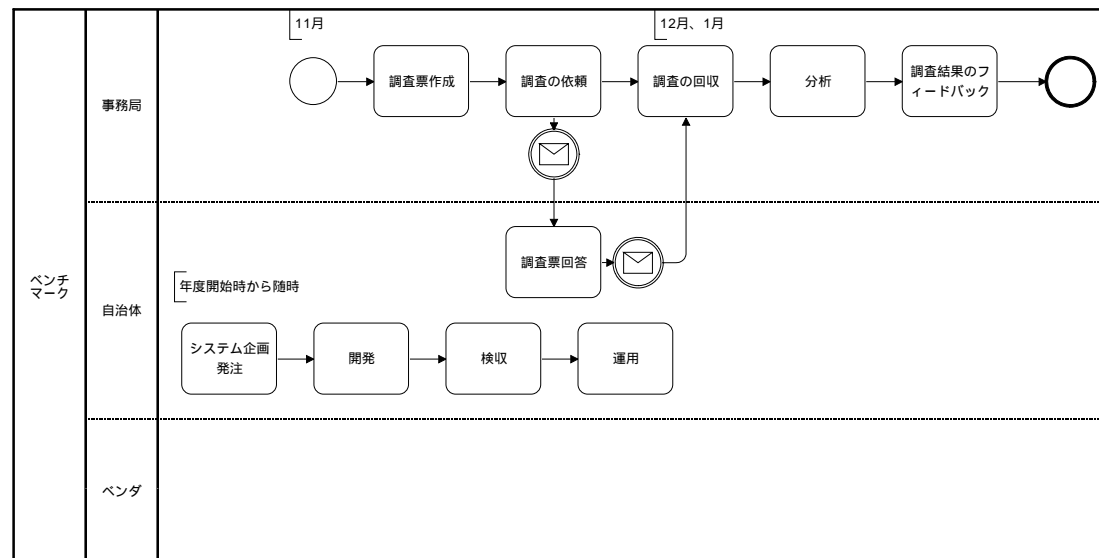 11月
12月、1月
調査票作成
調査の依頼
調査の回収
分析
調査結果のフ
ィードバック
事務局
調査票回答
ベンチ
マーク
年度開始時から随時
自治体
システム企画
発注
開発
検収
運用
ベンダ